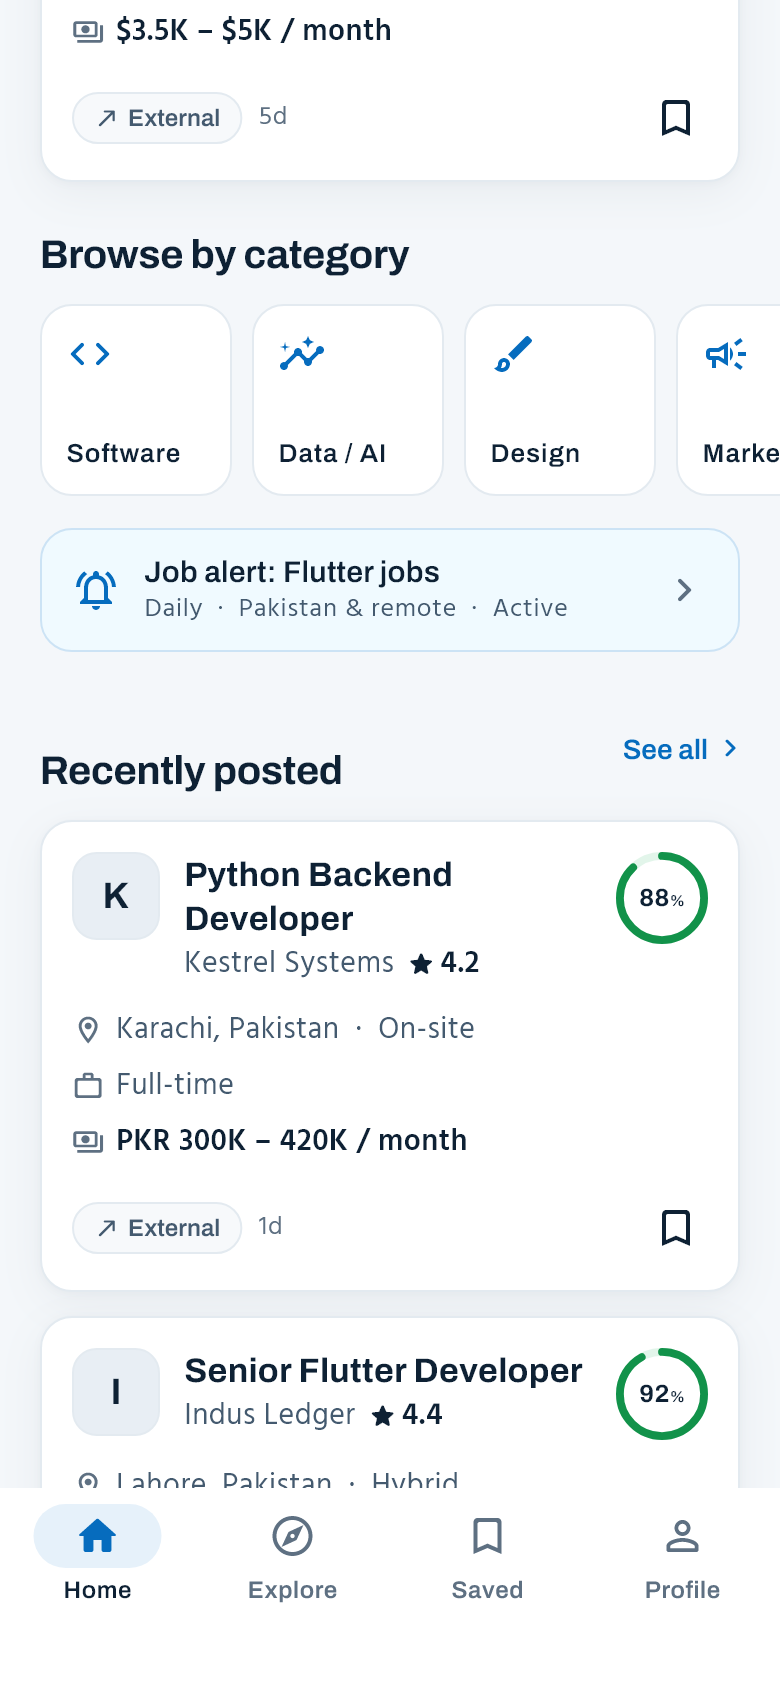 $3.5K – $5K / month
External 5d
Browse by category
Software
Data / AI
Design
Marke
Job alert: Flutter jobs
Daily · Pakistan & remote · Active
Recently posted
See all
K
Python Backend
Developer
Kestrel Systems ★ 4.2
88%
Karachi, Pakistan · On-site
Full-time
PKR 300K – 420K / month
External 1d
I
Senior Flutter Developer
Indus Ledger ★ 4.4
92%
Lahore, Pakistan · Hybrid
Home
Explore
Saved
Profile